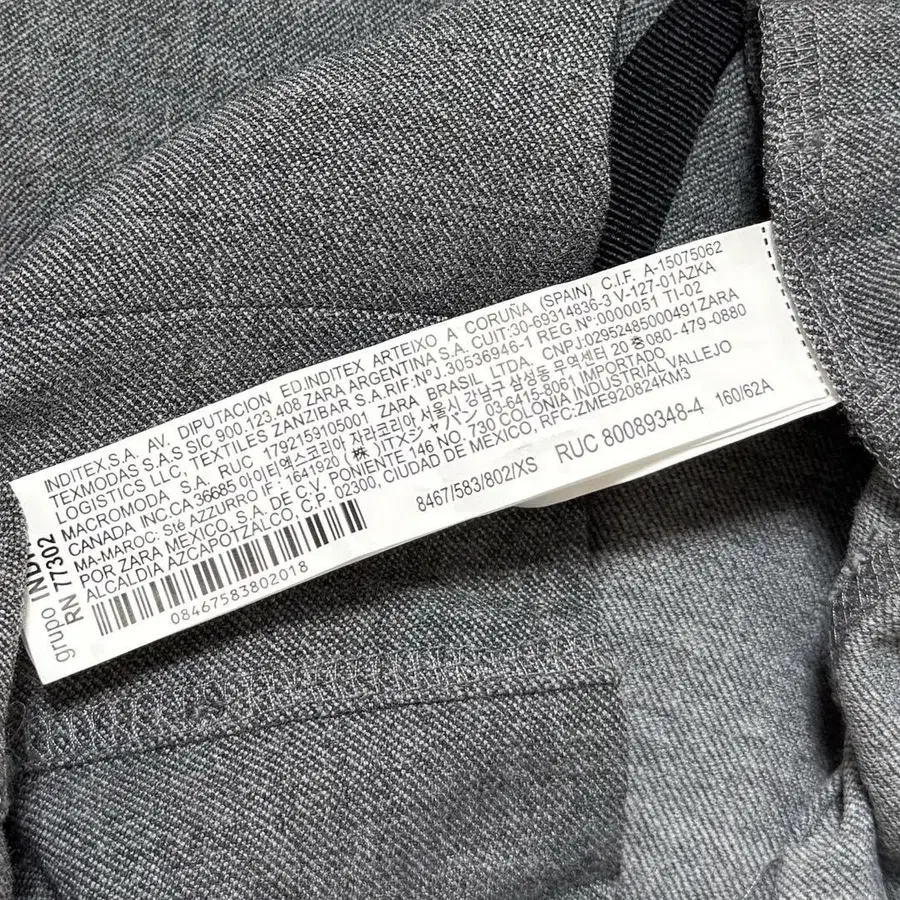 INDITEX,S.A. AV. DIPUTACION ED.INDITEX ARTEIXO A CORUÑA (SPAIN) C.I.F. A-15075062
TEXMODAS S.A.S SIC 900.123.408 ZARA ARGENTINA S.A. CUIT:30-69314836-3 V-127-01AZKA
LOGISTICS LLC, TEXTILES ZANZIBAR S.A.RIF:NºJ.30536946-1 REG.Nº:0000051 TI-02
MACROMODA, S.A. RUC 1792159105001 ZARA BRASIL LTDA. CNPJ:02952485000491ZARA
CANADA INC.CA36685 아이티엑스코리아 자라코리아 서울시 강남구 삼성동 무역센터 20 층080-479-0880
MA-MAROC: Sté AZZURRO IF : 1641920 ㈱ ITXジャパン 03-6415-8061 IMPORTADO
POR ZARA MEXICO, S.A. DE C.V. PONIENTE 146 NO 730 COLONIA INDUSTRIAL VALLEJO
ALCALDIA AZCAPOTZALCO, C.P. 02300, CIUDAD DE MEXICO, RFC:ZME920824KM3
8467/583/802/XS RUC 80089348-4 160/62A
08467583802018
grupo
RN 77302